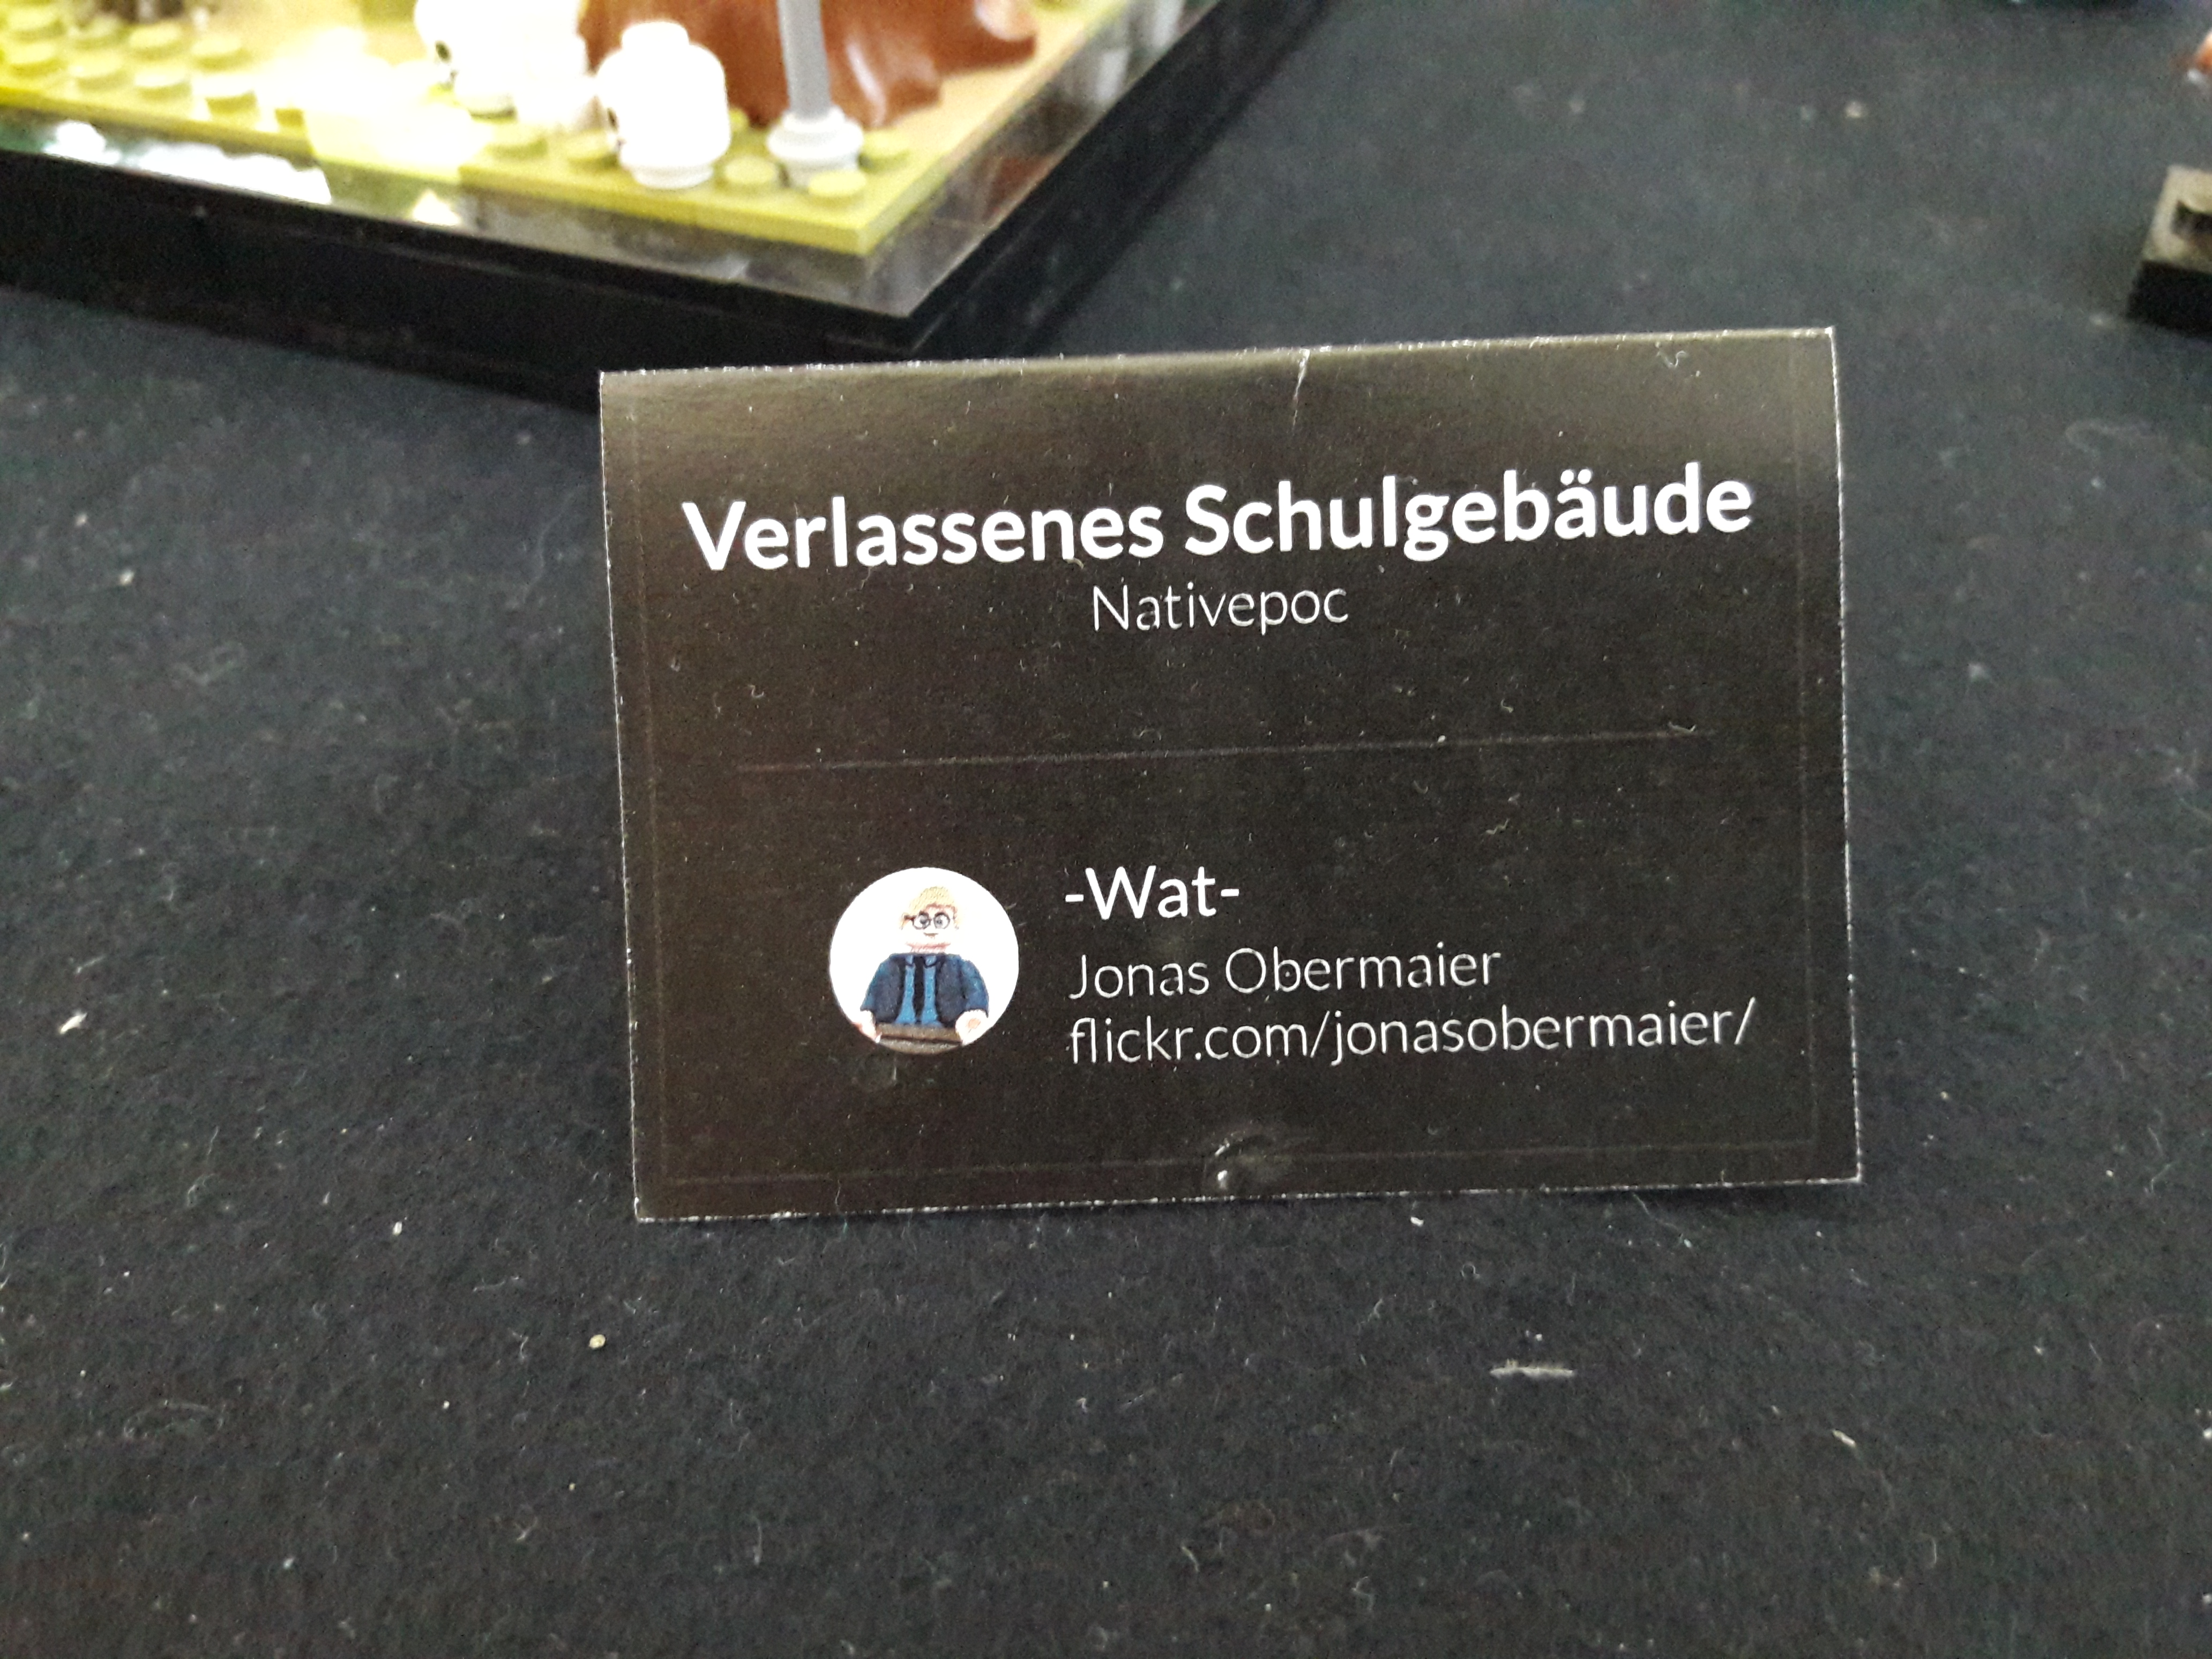 Verlassenes Schulgebäude
Nativepoc
-Wat-
Jonas Obermaier
flickr.com/jonasobermaier/